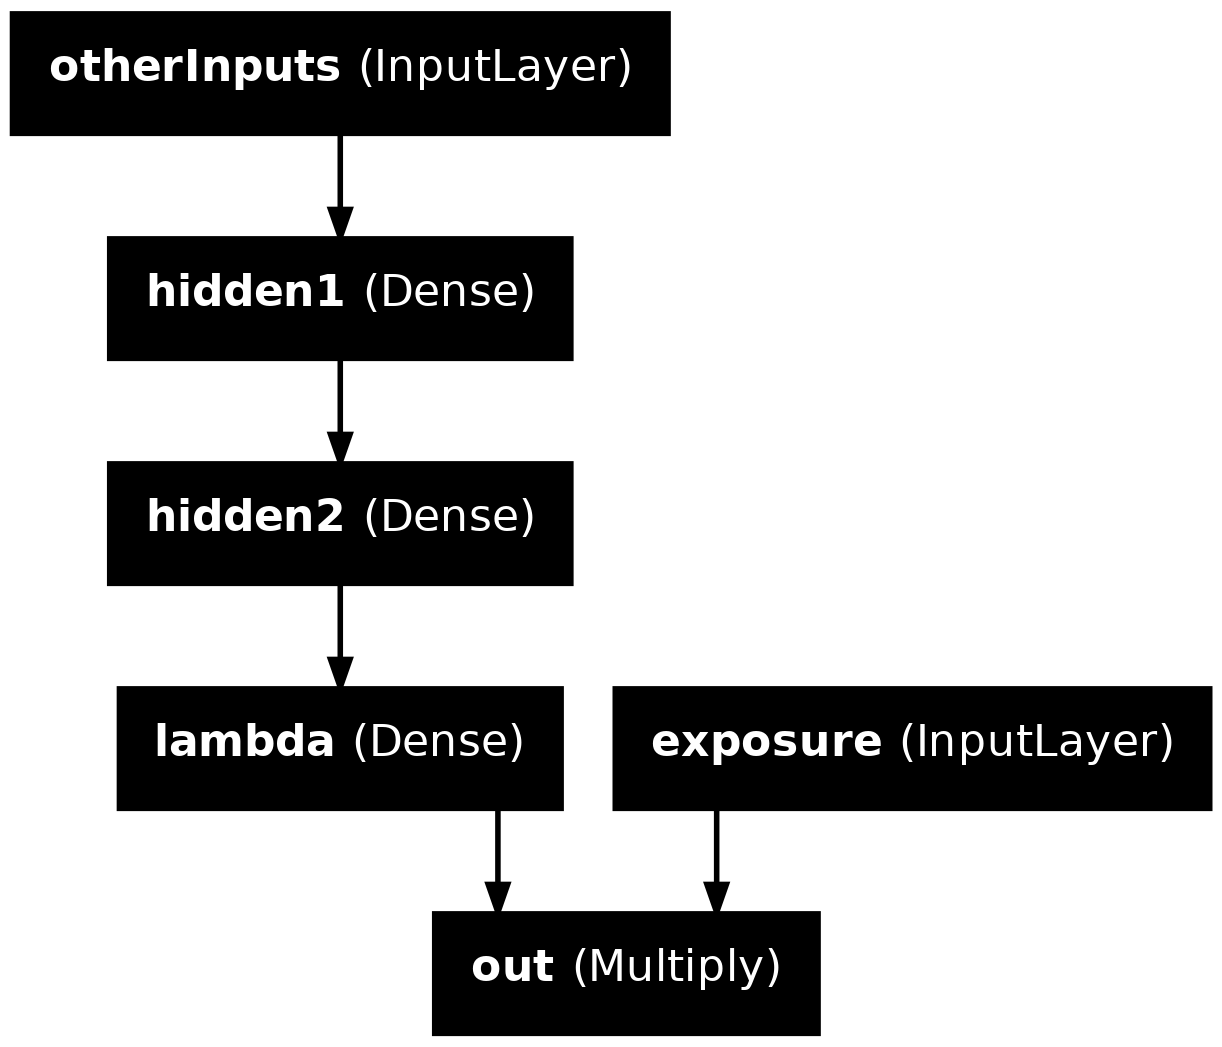 otherInputs (InputLayer)
hidden1 (Dense)
hidden2 (Dense)
lambda (Dense)
exposure (InputLayer)
out (Multiply)